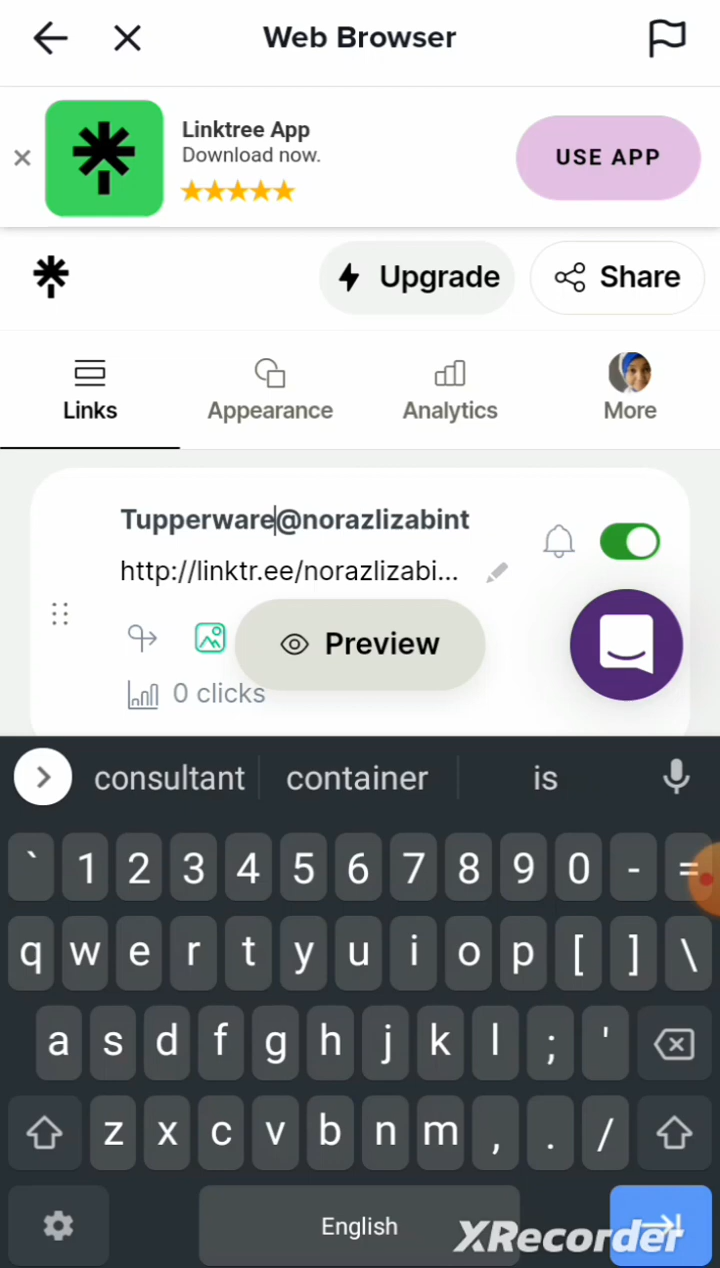 Web Browser
Linktree App
Download now.
USE APP
Upgrade
Share
Links
Appearance
Analytics
More
Tupperware@norazlizabint
http://linktr.ee/norazlizabi...
Preview
0 clicks
consultant container is
` 1 2 3 4 5 6 7 8 9 0 - =
q w e r t y u i o p [ ] \
a s d f g h j k l ; '
z x c v b n m , . /
English
XRecorder